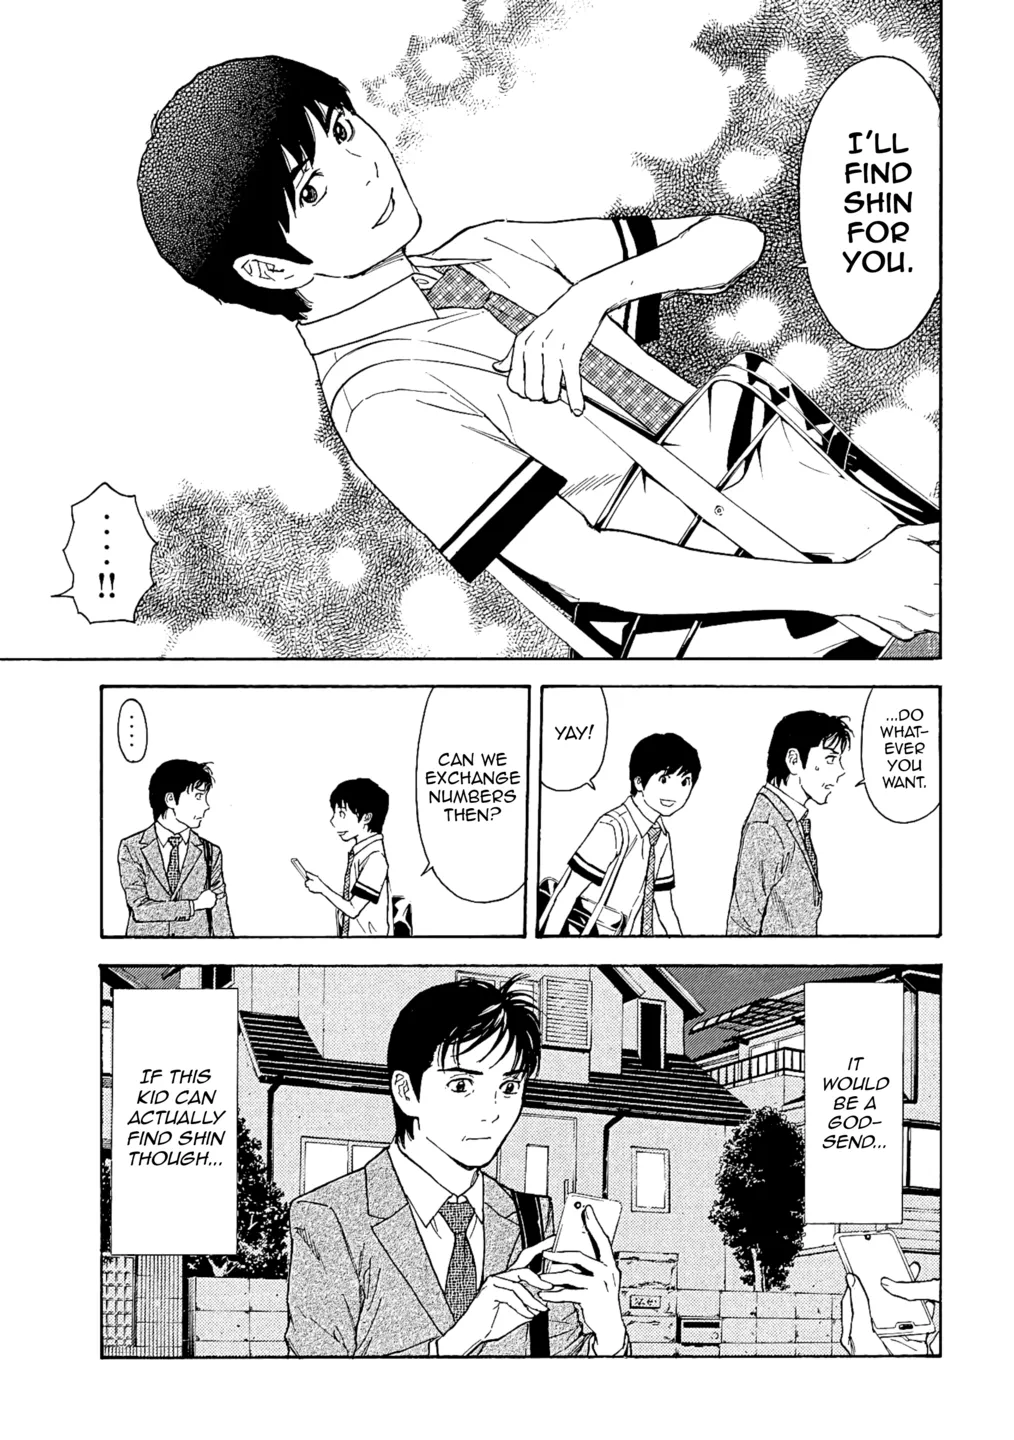 I'LL
FIND
SHIN
FOR
YOU.
.....!!
...DO
WHAT-
EVER
YOU
WANT.
YAY!
CAN WE
EXCHANGE
NUMBERS
THEN?
....
IT
WOULD
BE A
GOD-
SEND...
IF THIS
KID CAN
ACTUALLY
FIND SHIN
THOUGH...